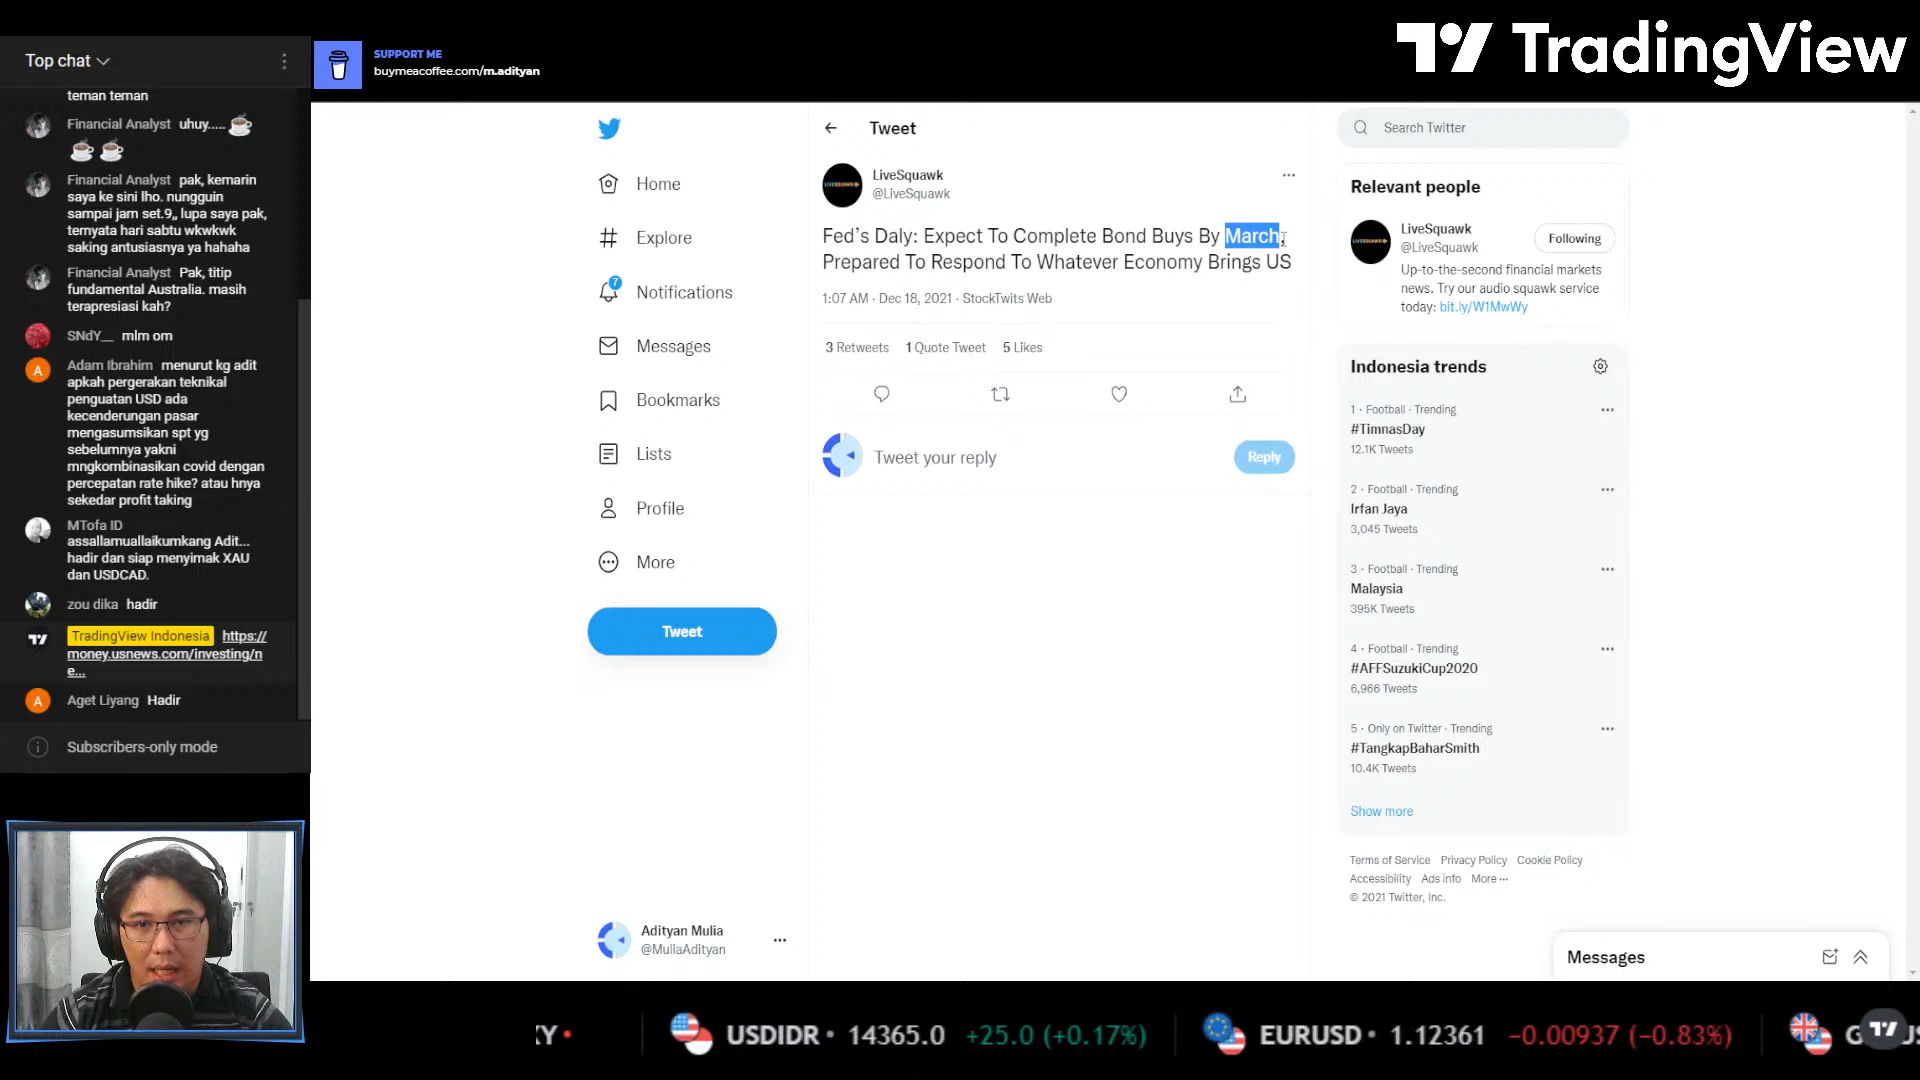 Top chat
SUPPORT ME
buymeacoffee.com/m.adityan
TradingView
teman teman
Financial Analyst uhuy.....
Financial Analyst pak, kemarin
saya ke sini lho. nungguin
sampai jam set.9,, lupa saya pak,
ternyata hari sabtu wkwkwk
saking antusiasnya ya hahaha
Financial Analyst Pak, titip
fundamental Australia. masih
terapresiasi kah?
SNdY__ mlm om
A
Adam Ibrahim menurut kg adit
apkah pergerakan teknikal
penguatan USD ada
kecenderungan pasar
mengasumsikan spt yg
sebelumnya yakni
mngkombinasikan covid dengan
percepatan rate hike? atau hnya
sekedar profit taking
MTofa ID
assallamuallaikumkang Adit...
hadir dan siap menyimak XAU
dan USDCAD.
zou dika hadir
TradingView Indonesia https://
money.usnews.com/investing/n
e...
A
Aget Liyang Hadir
Subscribers-only mode
Home
Explore
7
Notifications
Messages
Bookmarks
Lists
Profile
More
Tweet
Adityan Mulia
@MuliaAdityan
Tweet
LiveSquawk
@LiveSquawk
Fed's Daly: Expect To Complete Bond Buys By March,
Prepared To Respond To Whatever Economy Brings US
1:07 AM · Dec 18, 2021 · StockTwits Web
3 Retweets 1 Quote Tweet 5 Likes
Tweet your reply
Reply
Search Twitter
Relevant people
LiveSquawk
@LiveSquawk
Following
Up-to-the-second financial markets
news. Try our audio squawk service
today: bit.ly/W1MwWy
Indonesia trends
1 · Football · Trending
#TimnasDay
12.1K Tweets
2 · Football · Trending
Irfan Jaya
3,045 Tweets
3 · Football · Trending
Malaysia
395K Tweets
4 · Football · Trending
#AFFSuzukiCup2020
6,966 Tweets
5 · Only on Twitter · Trending
#TangkapBaharSmith
10.4K Tweets
Show more
Terms of Service Privacy Policy Cookie Policy
Accessibility Ads info More ···
© 2021 Twitter, Inc.
Messages
XY
USDIDR · 14365.0 +25.0 (+0.17%)
EURUSD · 1.12361 −0.00937 (−0.83%)
G